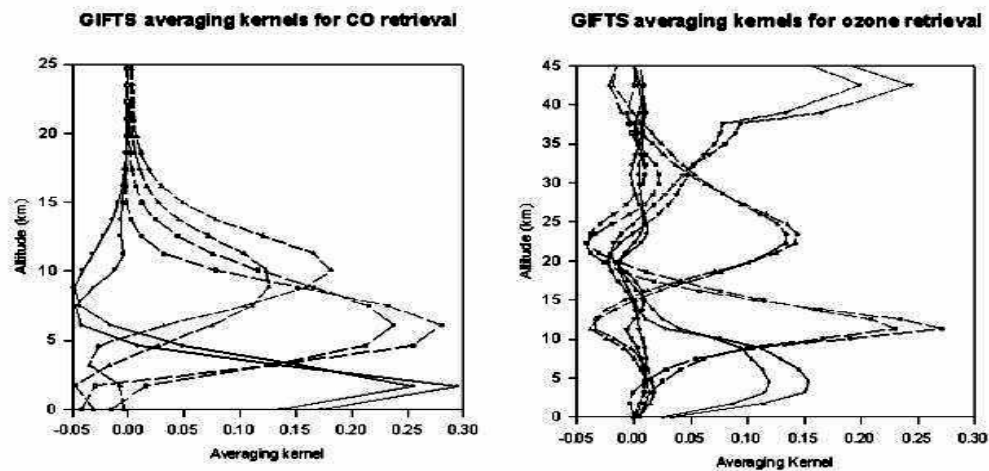 GIFTS averaging kernels for CO retrieval
25
20
15
10
5
0
Altitude (km)
-0.05 0.00 0.05 0.10 0.15 0.20 0.25 0.30
Averaging kernel
GIFTS averaging kernels for ozone retrieval
45
40
35
30
25
20
15
10
5
0
Altitude (km)
-0.05 0.00 0.05 0.10 0.15 0.20 0.25 0.30
Averaging Kernel